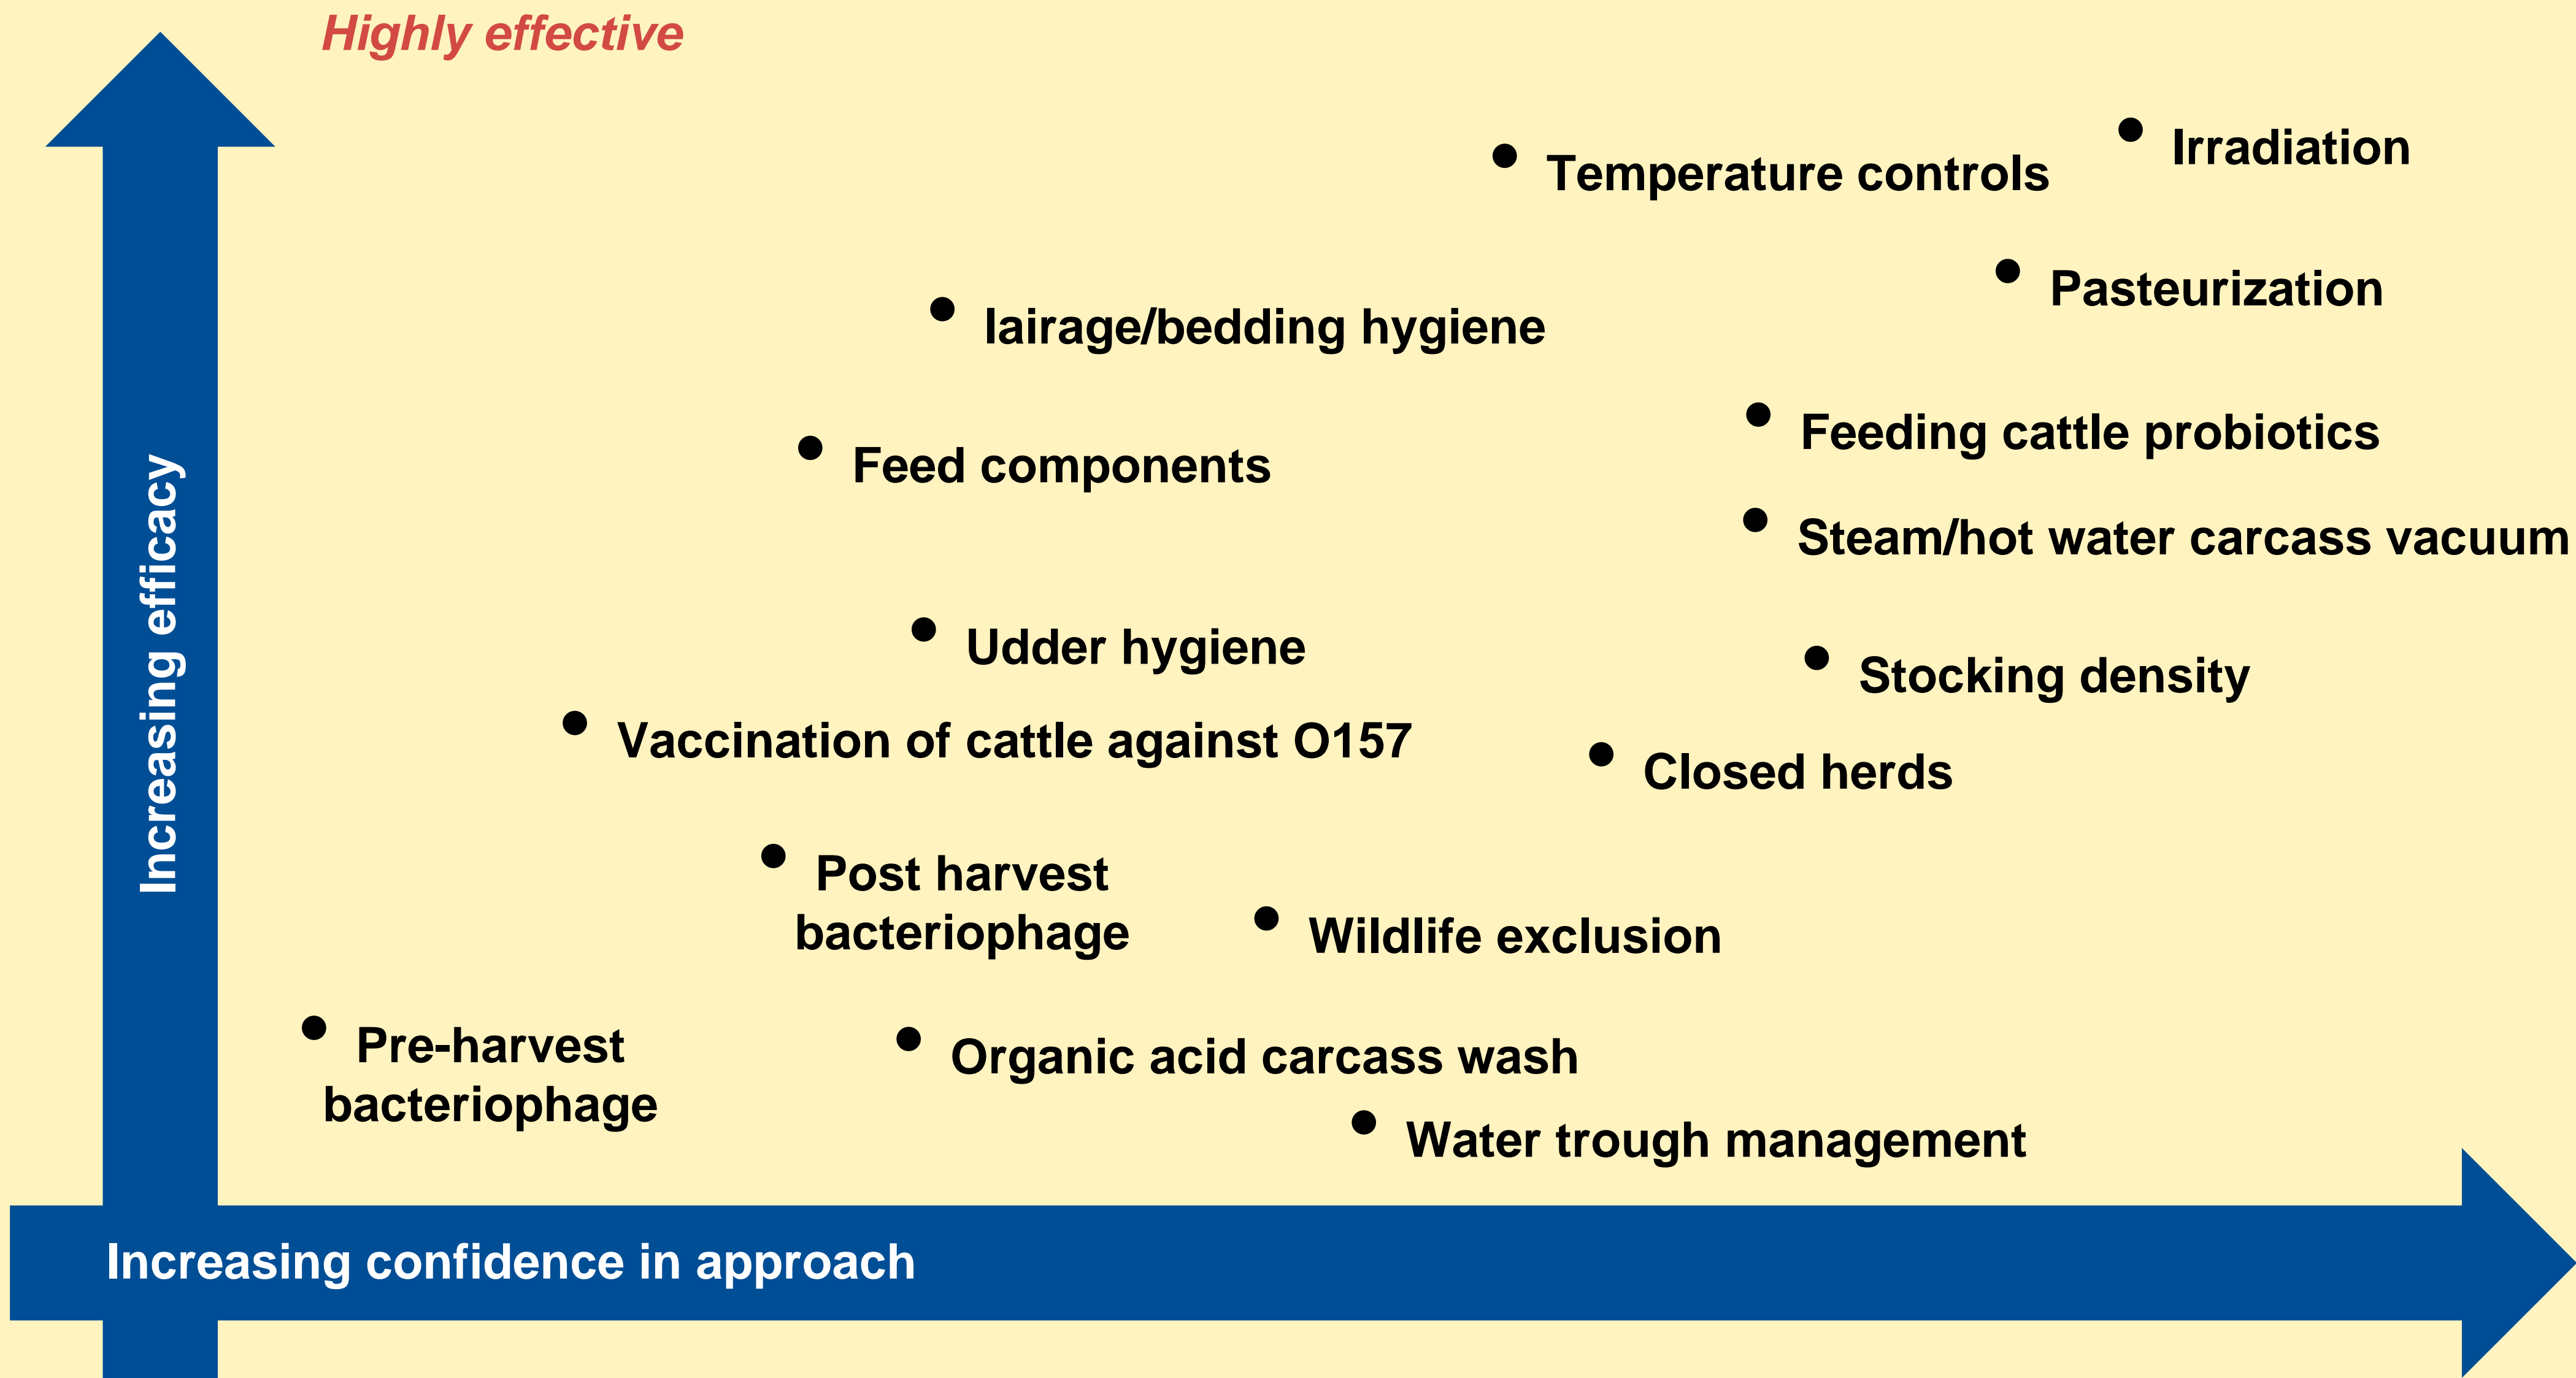 Highly effective
Irradiation
Temperature controls
Pasteurization
lairage/bedding hygiene
Feeding cattle probiotics
Feed components
Steam/hot water carcass vacuum
Increasing efficacy
Udder hygiene
Stocking density
Vaccination of cattle against O157
Closed herds
Post harvest
bacteriophage
Wildlife exclusion
Pre-harvest
bacteriophage
Organic acid carcass wash
Water trough management
Increasing confidence in approach